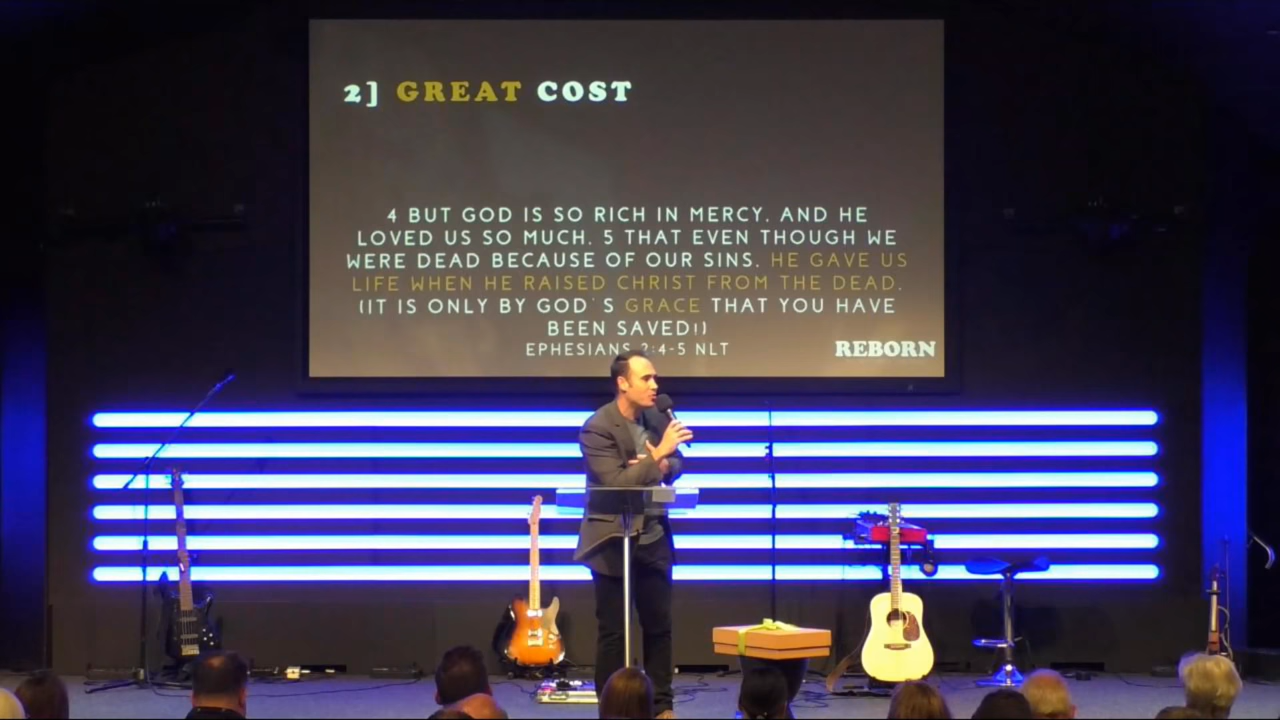 2] GREAT COST
4 BUT GOD IS SO RICH IN MERCY, AND HE
LOVED US SO MUCH, 5 THAT EVEN THOUGH WE
WERE DEAD BECAUSE OF OUR SINS, HE GAVE US
LIFE WHEN HE RAISED CHRIST FROM THE DEAD.
(IT IS ONLY BY GOD'S GRACE THAT YOU HAVE
BEEN SAVED!)
EPHESIANS 2:4-5 NLT
REBORN